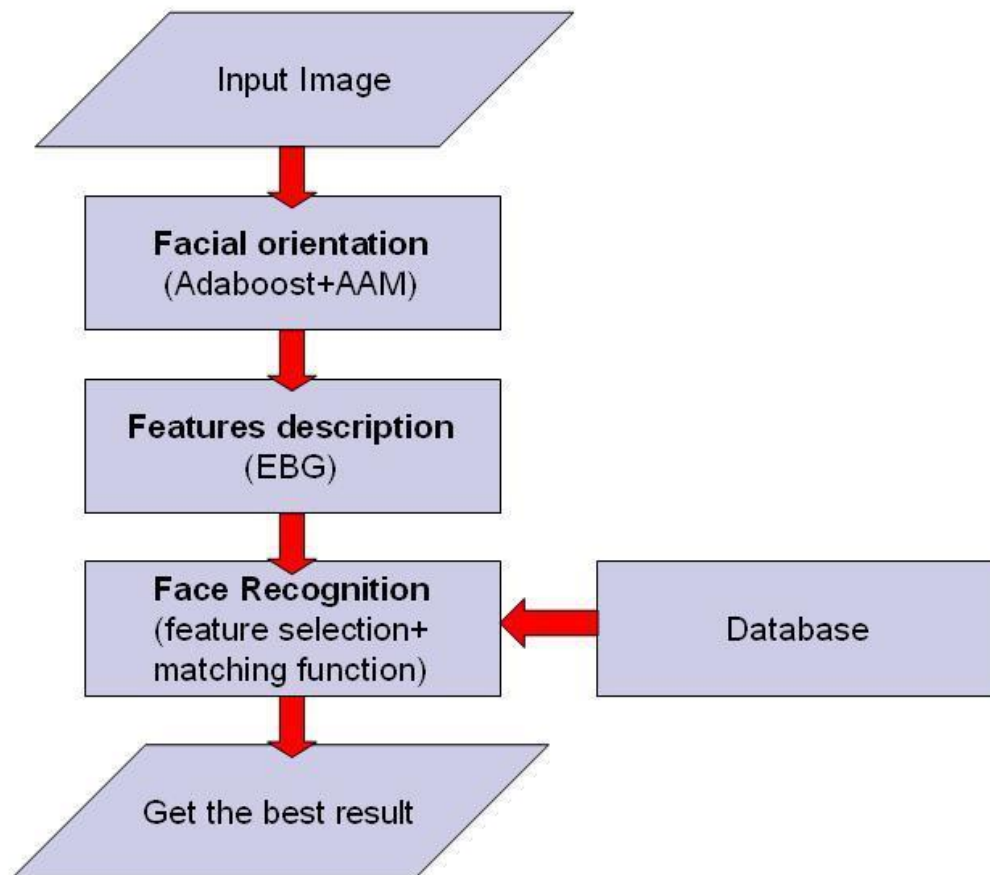 Input Image
Facial orientation
(Adaboost+AAM)
Features description
(EBG)
Face Recognition
(feature selection+
matching function)
Database
Get the best result